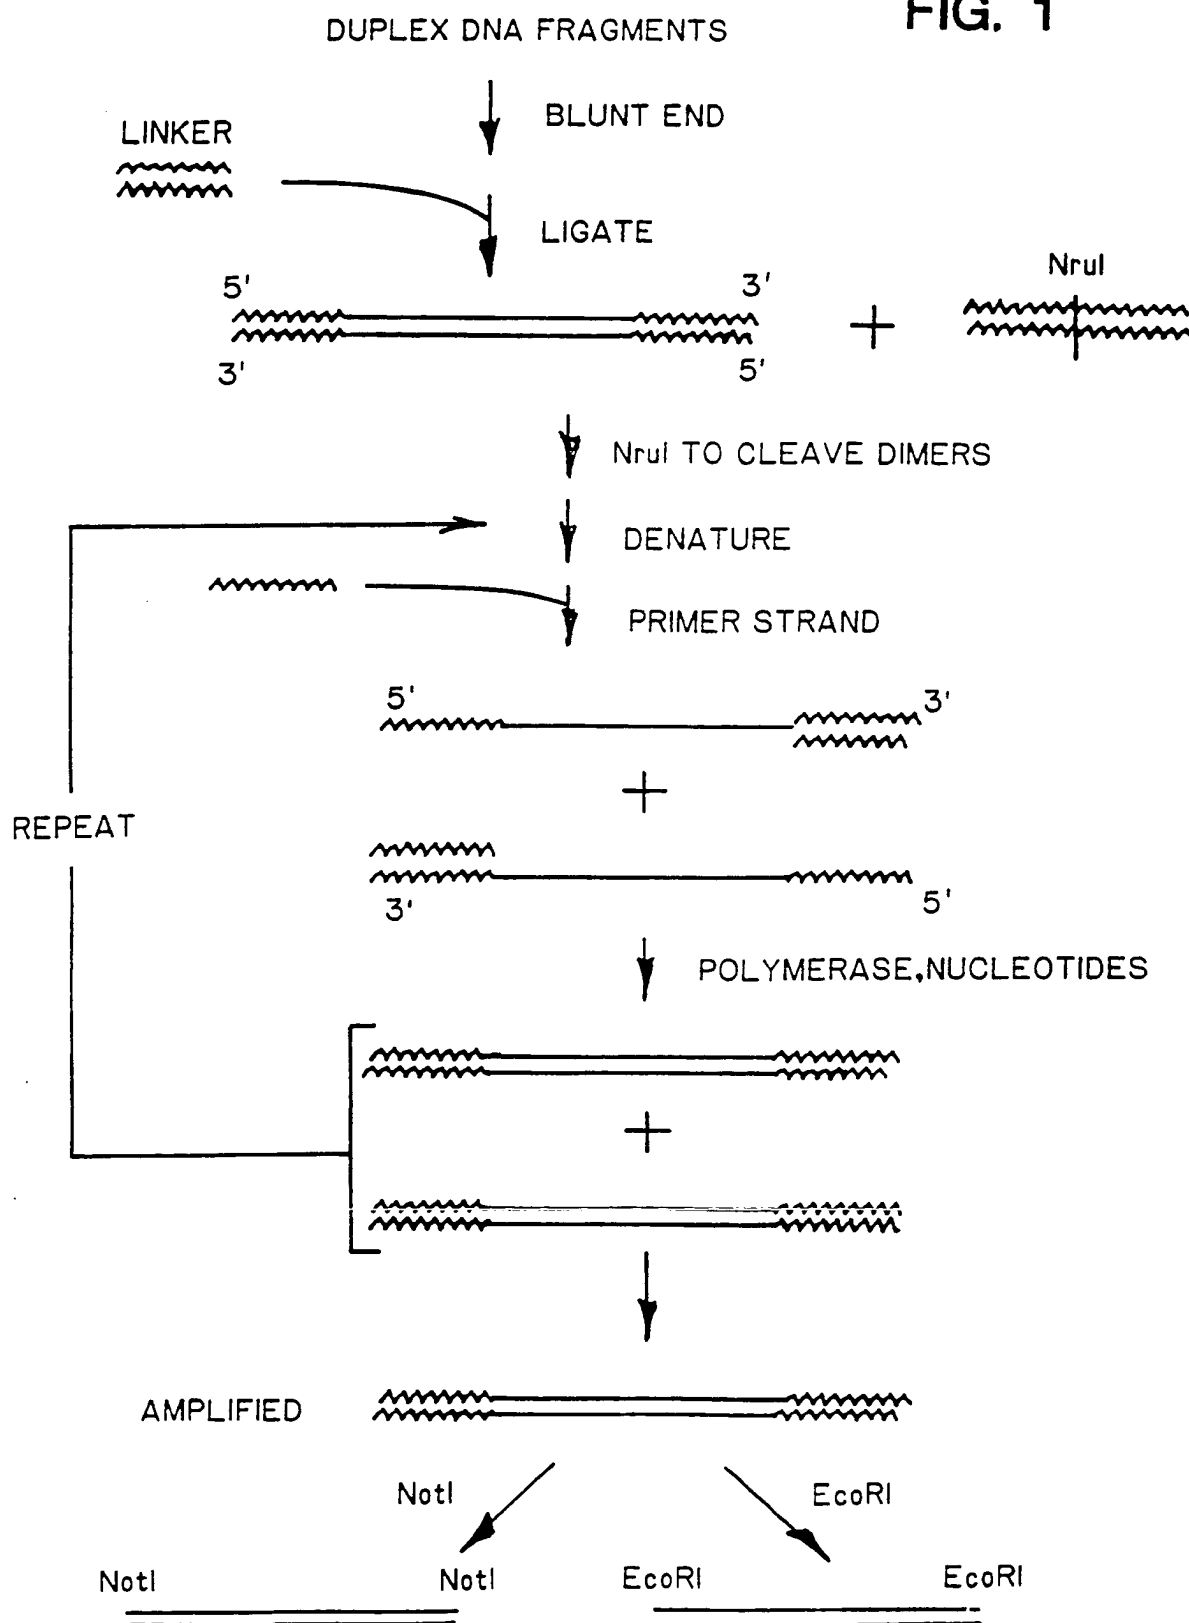 FIG. 1
DUPLEX DNA FRAGMENTS
BLUNT END
LINKER
LIGATE
5' 3'
NruI
3' 5'
NruI TO CLEAVE DIMERS
DENATURE
PRIMER STRAND
5' 3'
REPEAT
3' 5'
POLYMERASE, NUCLEOTIDES
AMPLIFIED
NotI EcoRI
NotI NotI EcoRI EcoRI